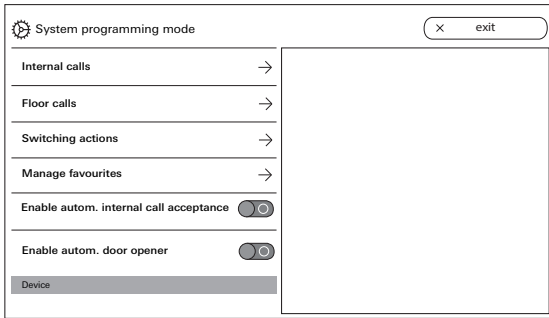 System programming mode
× exit
Internal calls →
Floor calls →
Switching actions →
Manage favourites →
Enable autom. internal call acceptance
Enable autom. door opener
Device